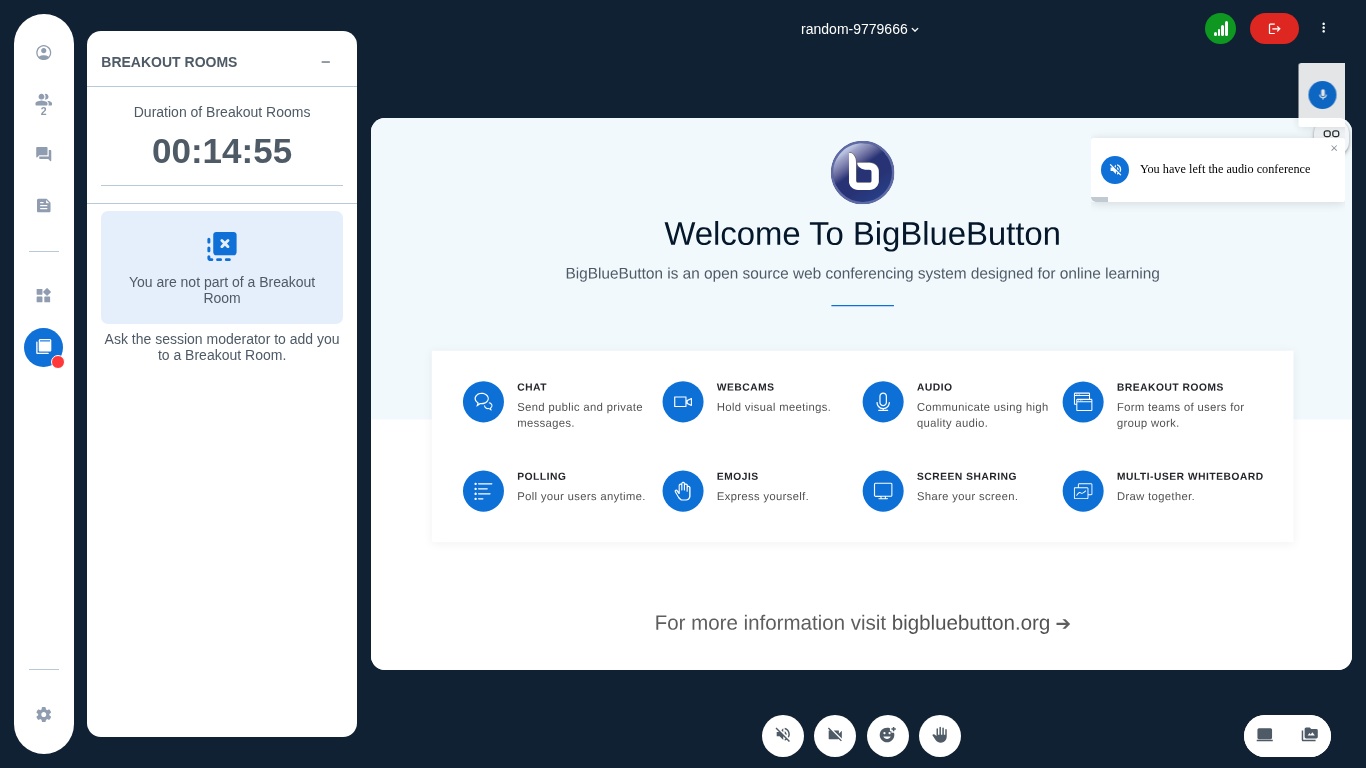 random-9779666
2
BREAKOUT ROOMS
Duration of Breakout Rooms
00:14:55
You are not part of a Breakout
Room
Ask the session moderator to add you
to a Breakout Room.
You have left the audio conference
Welcome To BigBlueButton
BigBlueButton is an open source web conferencing system designed for online learning
CHAT
Send public and private
messages.
WEBCAMS
Hold visual meetings.
AUDIO
Communicate using high
quality audio.
BREAKOUT ROOMS
Form teams of users for
group work.
POLLING
Poll your users anytime.
EMOJIS
Express yourself.
SCREEN SHARING
Share your screen.
MULTI-USER WHITEBOARD
Draw together.
For more information visit bigbluebutton.org ➔